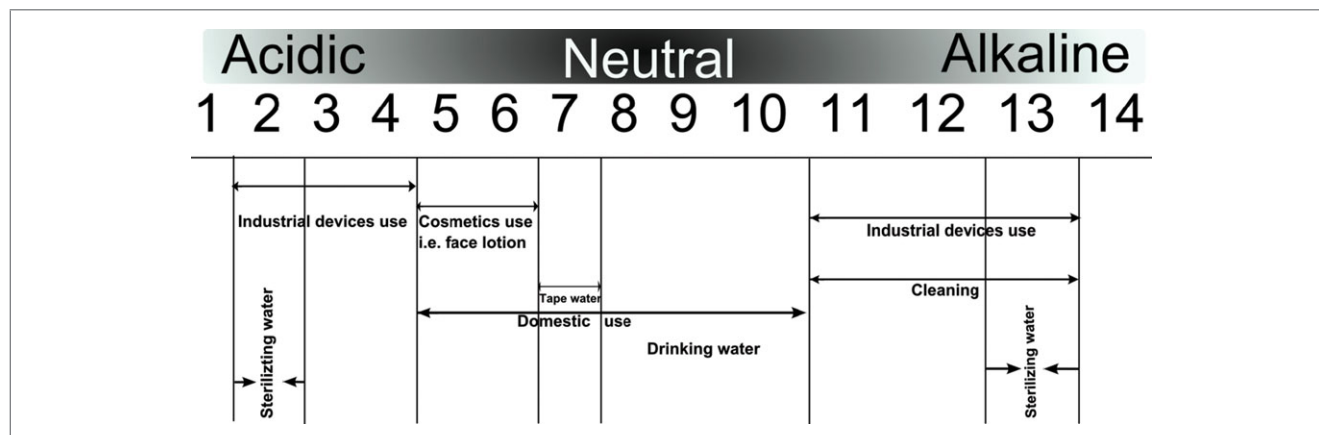 Acidic Neutral Alkaline
1 2 3 4 5 6 7 8 9 10 11 12 13 14
Industrial devices use
Cosmetics use
i.e. face lotion
Industrial devices use
Cleaning
Tape water
Domestic use
Drinking water
Sterilizting water
Sterilizing water